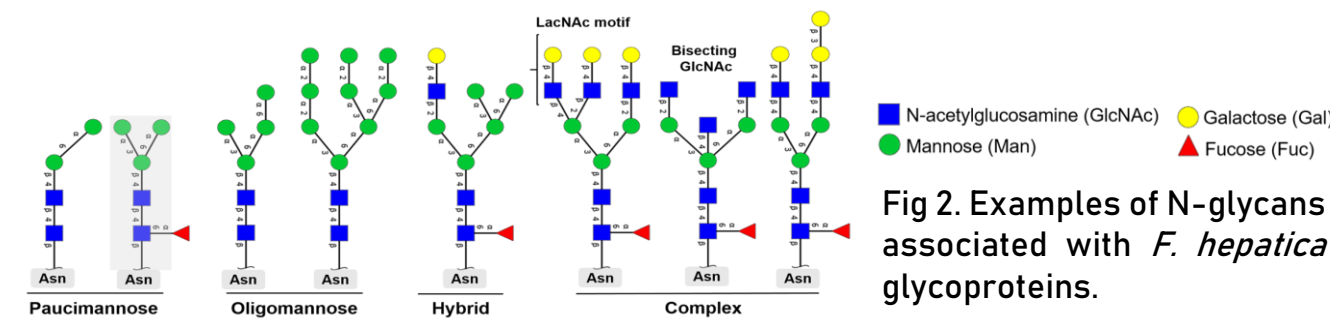 LacNAc motif
Bisecting
GlcNAc
N-acetylglucosamine (GlcNAc)
Galactose (Gal)
Mannose (Man)
Fucose (Fuc)
Fig 2. Examples of N-glycans
associated with F. hepatica
glycoproteins.
Asn Asn Asn Asn Asn Asn Asn Asn
Paucimannose Oligomannose Hybrid Complex